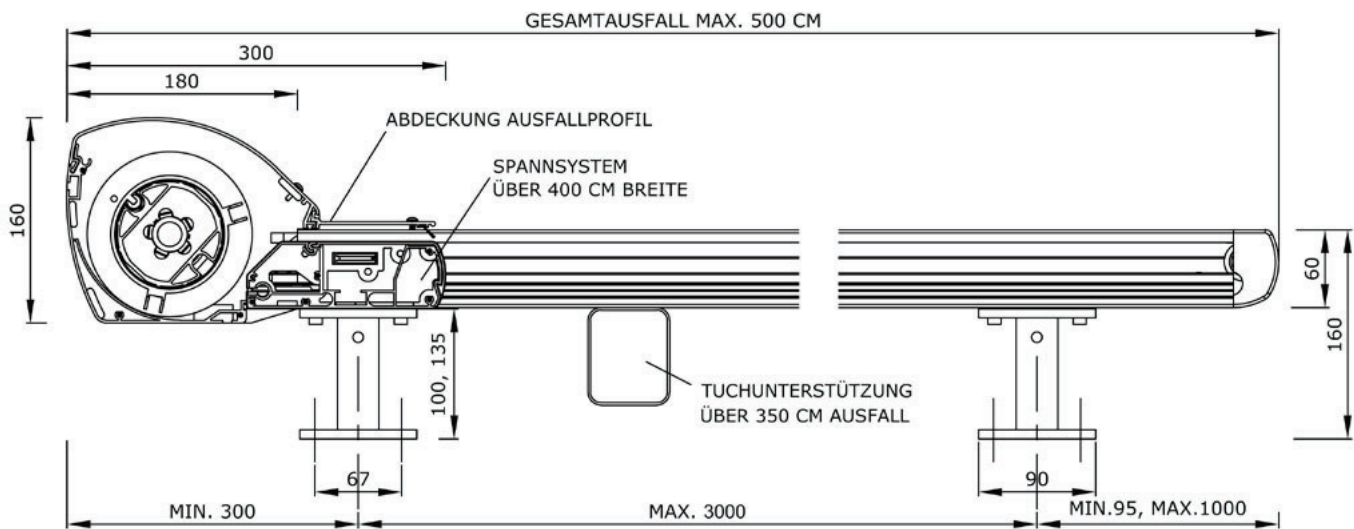 GESAMTAUSFALL MAX. 500 CM
300
180
ABDECKUNG AUSFALLPROFIL
SPANNSYSTEM
ÜBER 400 CM BREITE
160
60
160
100, 135
TUCHUNTERSTÜTZUNG
ÜBER 350 CM AUSFALL
67
90
MIN. 300
MAX. 3000
MIN.95, MAX.1000